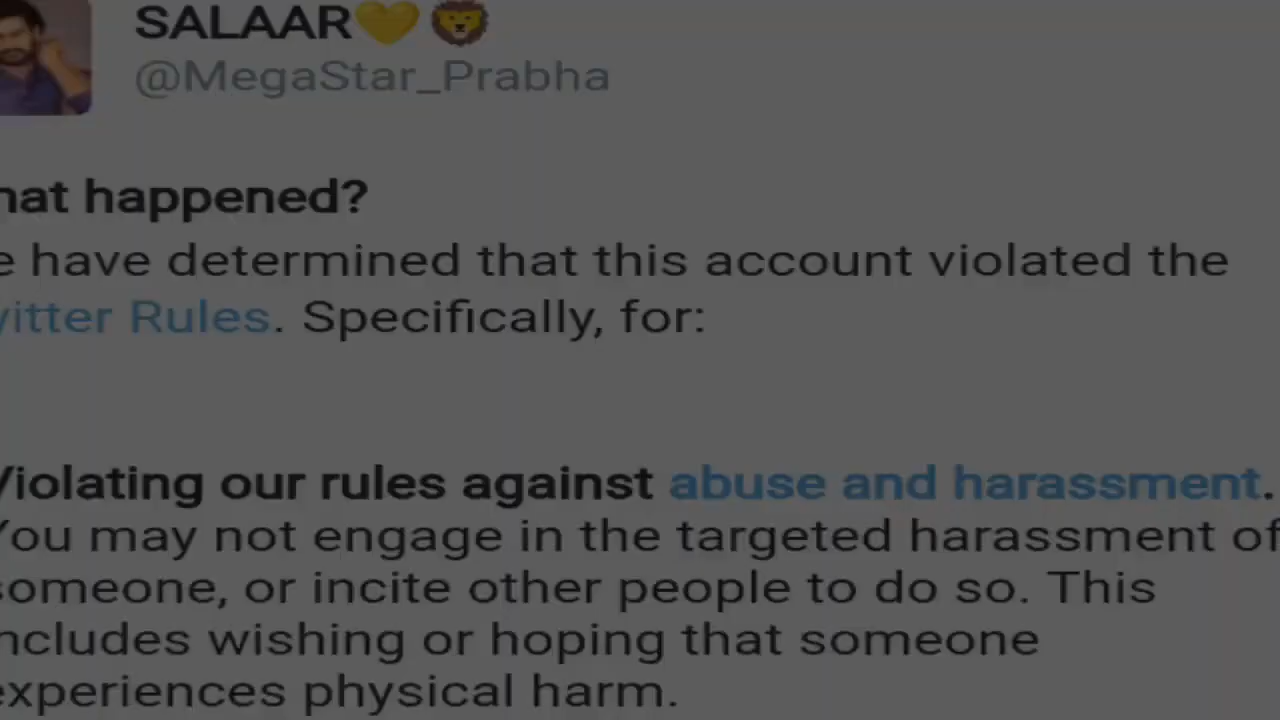 SALAAR💛🦁
@MegaStar_Prabha
hat happened?
e have determined that this account violated the
itter Rules. Specifically, for:
Violating our rules against abuse and harassment.
You may not engage in the targeted harassment of
someone, or incite other people to do so. This
ncludes wishing or hoping that someone
experiences physical harm.